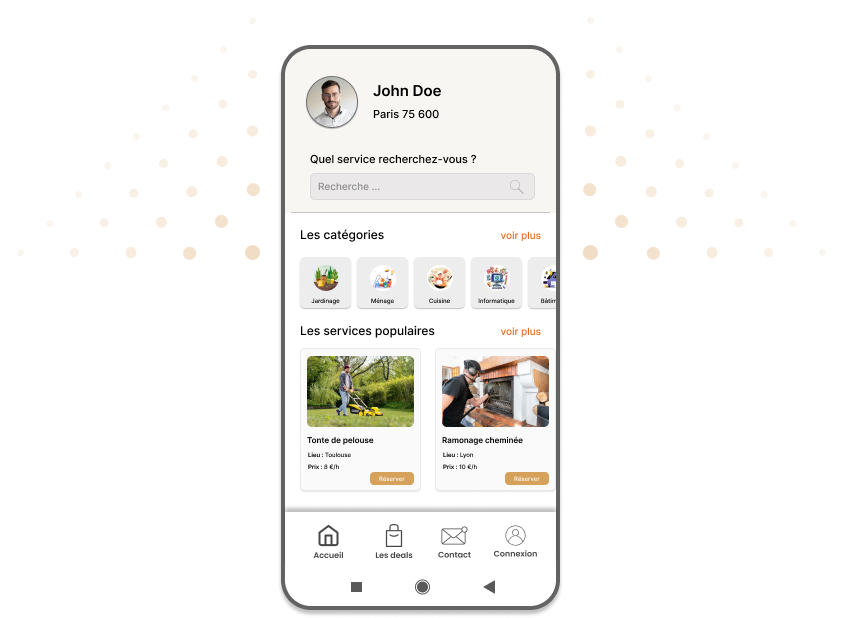 John Doe
Paris 75 600
Quel service recherchez-vous ?
Recherche ...
Les catégories
voir plus
Jardinage
Ménage
Cuisine
Informatique
Bâtim
Les services populaires
voir plus
Tonte de pelouse
Lieu : Toulouse
Prix : 8 €/h
Réserver
Ramonage cheminée
Lieu : Lyon
Prix : 10 €/h
Réserver
Accueil
Les deals
Contact
Connexion